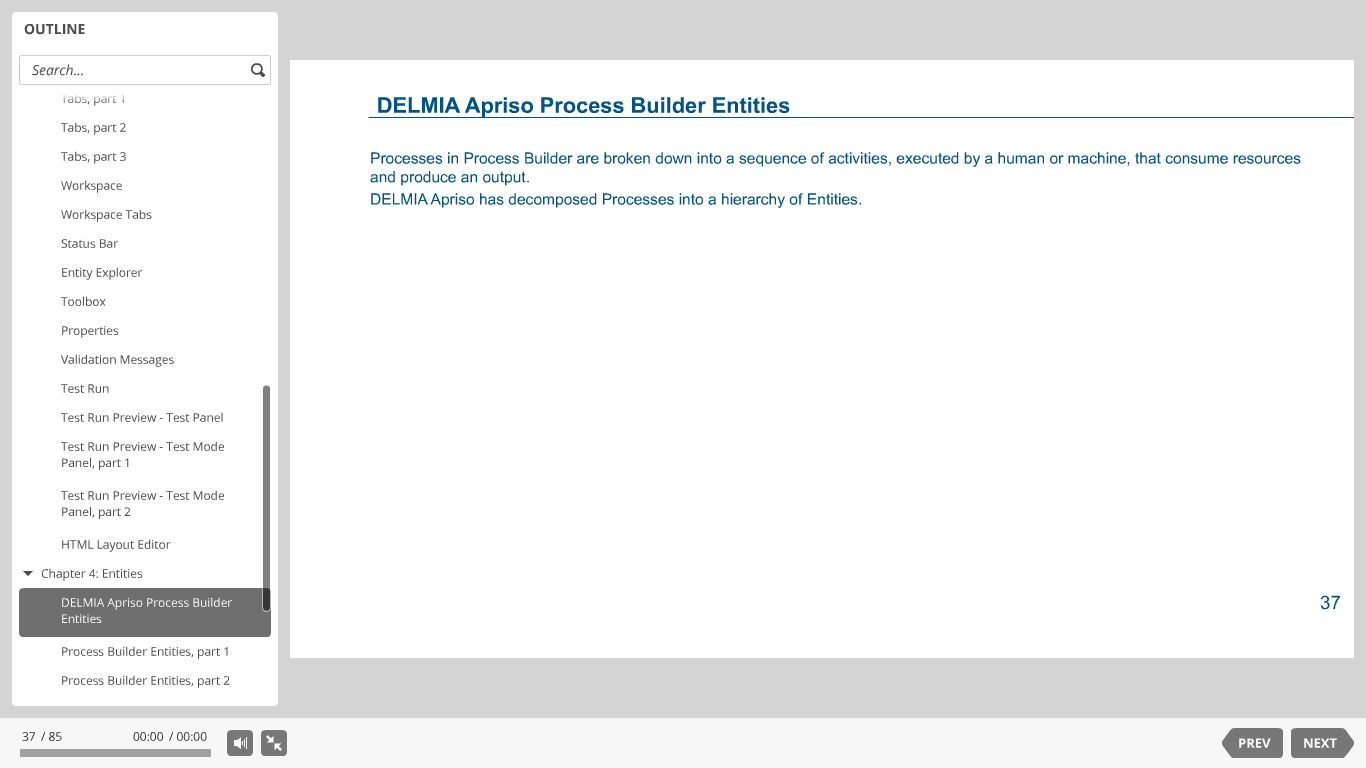 OUTLINE
Search...
Tabs, part 1
Tabs, part 2
Tabs, part 3
Workspace
Workspace Tabs
Status Bar
Entity Explorer
Toolbox
Properties
Validation Messages
Test Run
Test Run Preview - Test Panel
Test Run Preview - Test Mode
Panel, part 1
Test Run Preview - Test Mode
Panel, part 2
HTML Layout Editor
Chapter 4: Entities
DELMIA Apriso Process Builder
Entities
Process Builder Entities, part 1
Process Builder Entities, part 2
DELMIA Apriso Process Builder Entities
Processes in Process Builder are broken down into a sequence of activities, executed by a human or machine, that consume resources
and produce an output.
DELMIA Apriso has decomposed Processes into a hierarchy of Entities.
37
37 / 85
00:00 / 00:00
PREV
NEXT